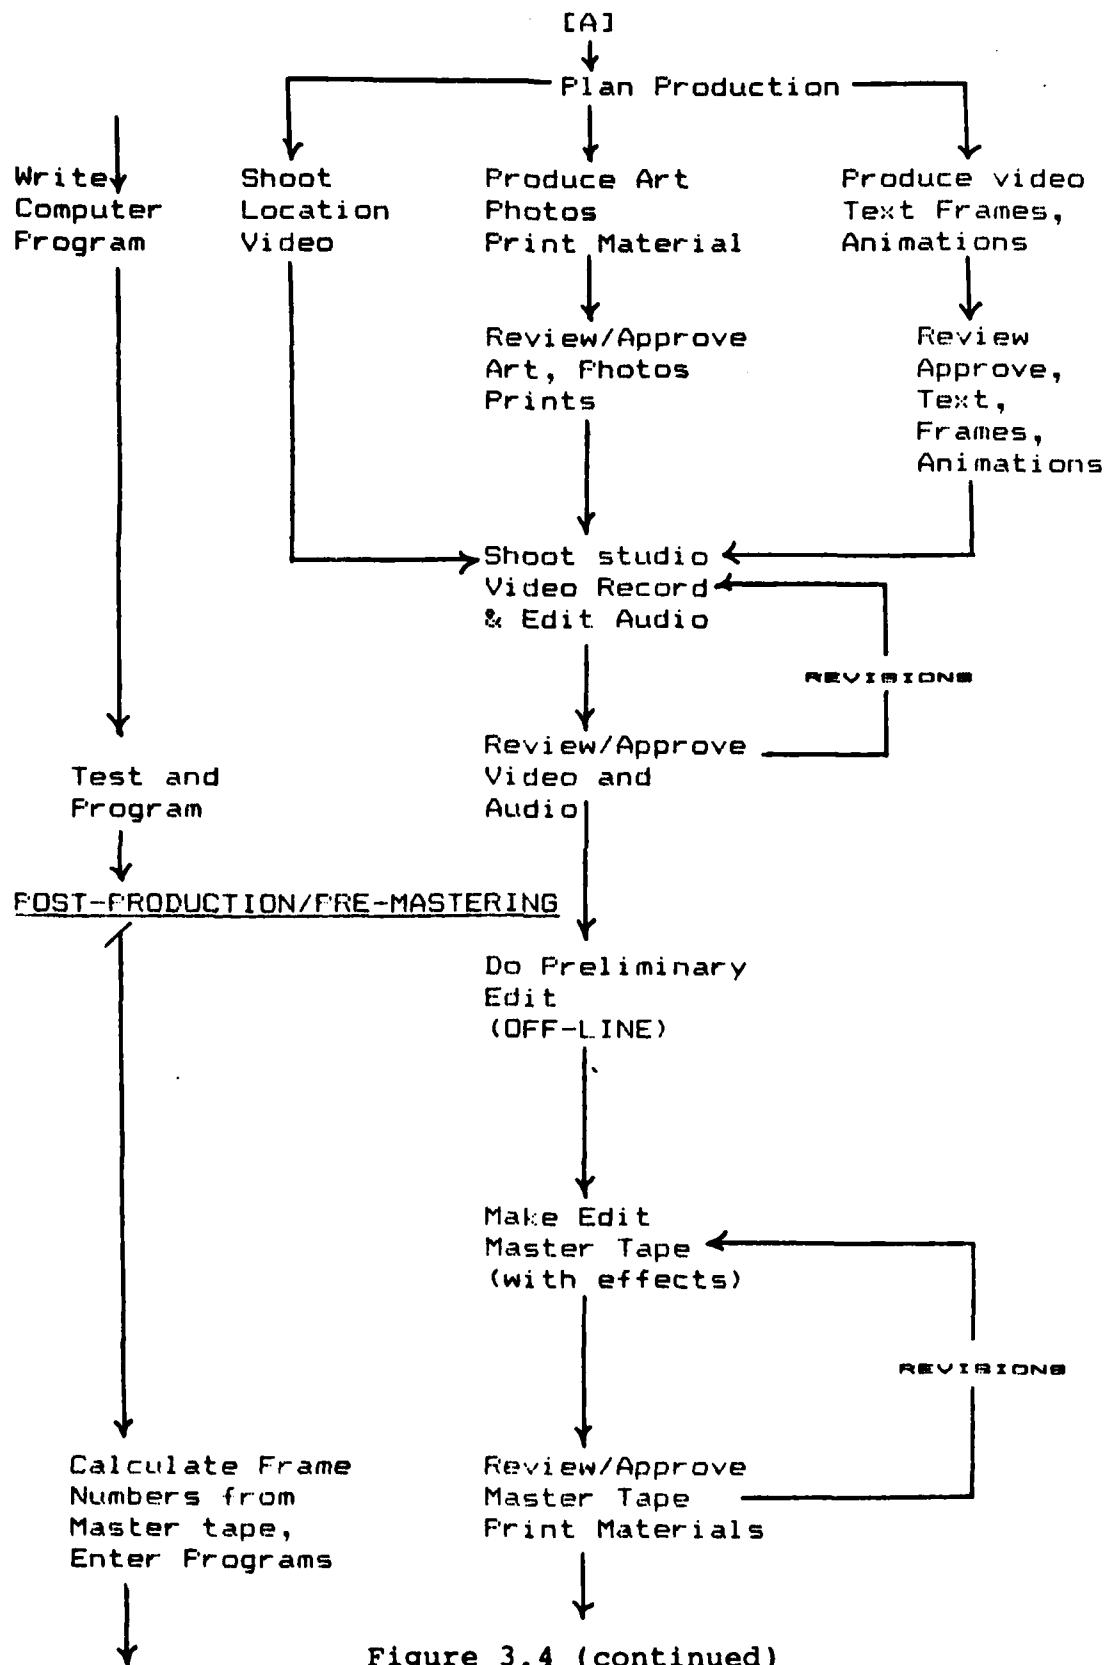 [A]
Plan Production
Write
Computer
Program
Shoot
Location
Video
Produce Art
Photos
Print Material
Produce video
Text Frames,
Animations
Review/Approve
Art, Photos
Prints
Review
Approve,
Text,
Frames,
Animations
Shoot studio
Video Record
& Edit Audio
REVISIONS
Review/Approve
Video and
Audio
Test and
Program
POST-PRODUCTION/PRE-MASTERING
Do Preliminary
Edit
(OFF-LINE)
Make Edit
Master Tape
(with effects)
REVISIONS
Calculate Frame
Numbers from
Master tape,
Enter Programs
Review/Approve
Master Tape
Print Materials
Figure 3.4 (continued)